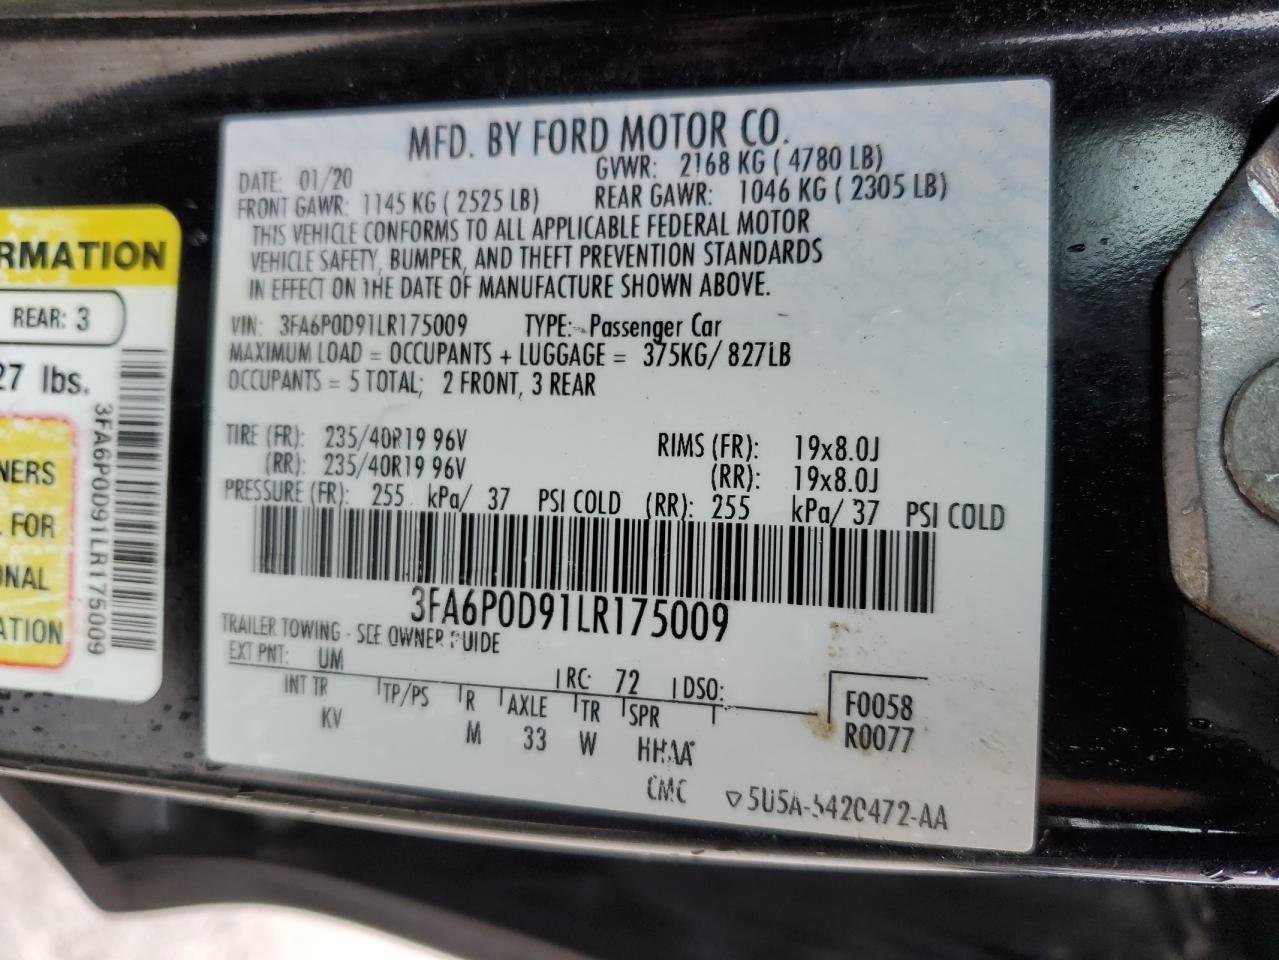 MFD. BY FORD MOTOR CO.
DATE: 01/20 GVWR: 2168 KG ( 4780 LB)
FRONT GAWR: 1145 KG ( 2525 LB) REAR GAWR: 1046 KG ( 2305 LB)
THIS VEHICLE CONFORMS TO ALL APPLICABLE FEDERAL MOTOR
VEHICLE SAFETY, BUMPER, AND THEFT PREVENTION STANDARDS
IN EFFECT ON THE DATE OF MANUFACTURE SHOWN ABOVE.
VIN: 3FA6P0D91LR175009 TYPE: Passenger Car
MAXIMUM LOAD = OCCUPANTS + LUGGAGE = 375KG/ 827LB
OCCUPANTS = 5 TOTAL; 2 FRONT, 3 REAR
TIRE (FR): 235/40R19 96V RIMS (FR): 19x8.0J
(RR): 235/40R19 96V (RR): 19x8.0J
PRESSURE (FR): 255 kPa/ 37 PSI COLD (RR): 255 kPa/ 37 PSI COLD
3FA6P0D91LR175009
TRAILER TOWING - SEE OWNER GUIDE
EXT PNT: UM RC: 72 DSO:
INT TR TP/PS R AXLE TR SPR F0058
KV M 33 W HHAA R0077
CMC 5U5A-5420472-AA
RMATION
REAR: 3
27 lbs.
NERS
FOR
ONAL
ATION
3FA6P0D91LR175009